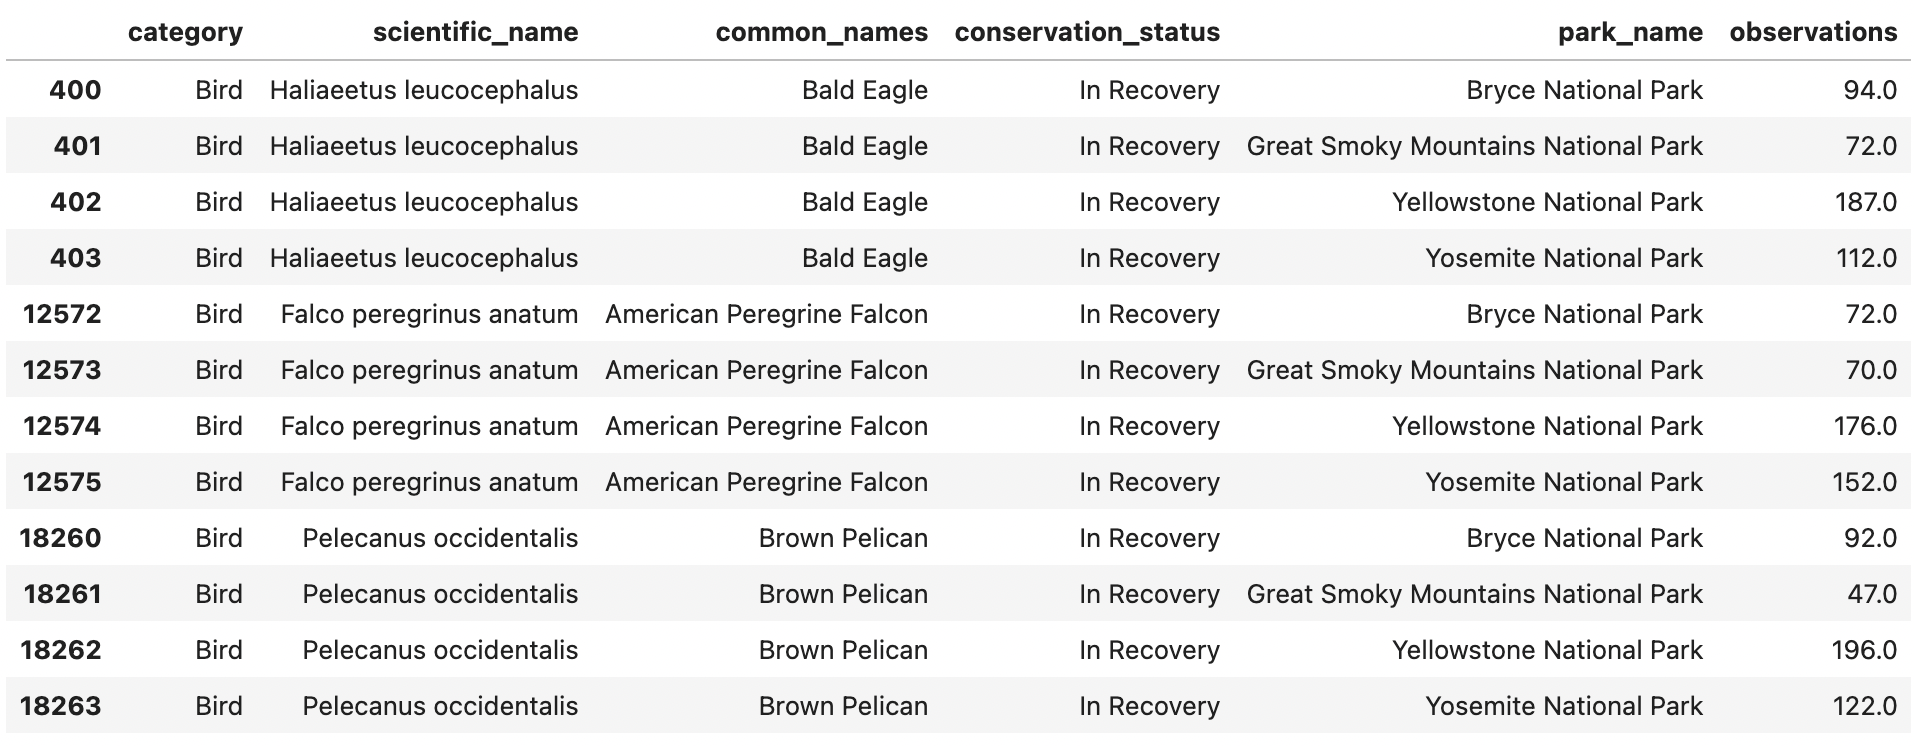 category scientific_name common_names conservation_status park_name observations
400 Bird Haliaeetus leucocephalus Bald Eagle In Recovery Bryce National Park 94.0
401 Bird Haliaeetus leucocephalus Bald Eagle In Recovery Great Smoky Mountains National Park 72.0
402 Bird Haliaeetus leucocephalus Bald Eagle In Recovery Yellowstone National Park 187.0
403 Bird Haliaeetus leucocephalus Bald Eagle In Recovery Yosemite National Park 112.0
12572 Bird Falco peregrinus anatum American Peregrine Falcon In Recovery Bryce National Park 72.0
12573 Bird Falco peregrinus anatum American Peregrine Falcon In Recovery Great Smoky Mountains National Park 70.0
12574 Bird Falco peregrinus anatum American Peregrine Falcon In Recovery Yellowstone National Park 176.0
12575 Bird Falco peregrinus anatum American Peregrine Falcon In Recovery Yosemite National Park 152.0
18260 Bird Pelecanus occidentalis Brown Pelican In Recovery Bryce National Park 92.0
18261 Bird Pelecanus occidentalis Brown Pelican In Recovery Great Smoky Mountains National Park 47.0
18262 Bird Pelecanus occidentalis Brown Pelican In Recovery Yellowstone National Park 196.0
18263 Bird Pelecanus occidentalis Brown Pelican In Recovery Yosemite National Park 122.0